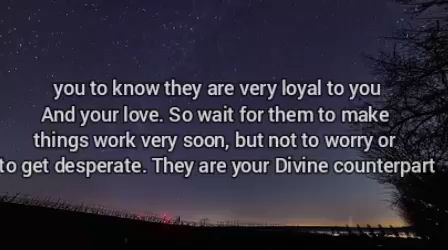 you to know they are very loyal to you
And your love. So wait for them to make
things work very soon, but not to worry or
to get desperate. They are your Divine counterpart